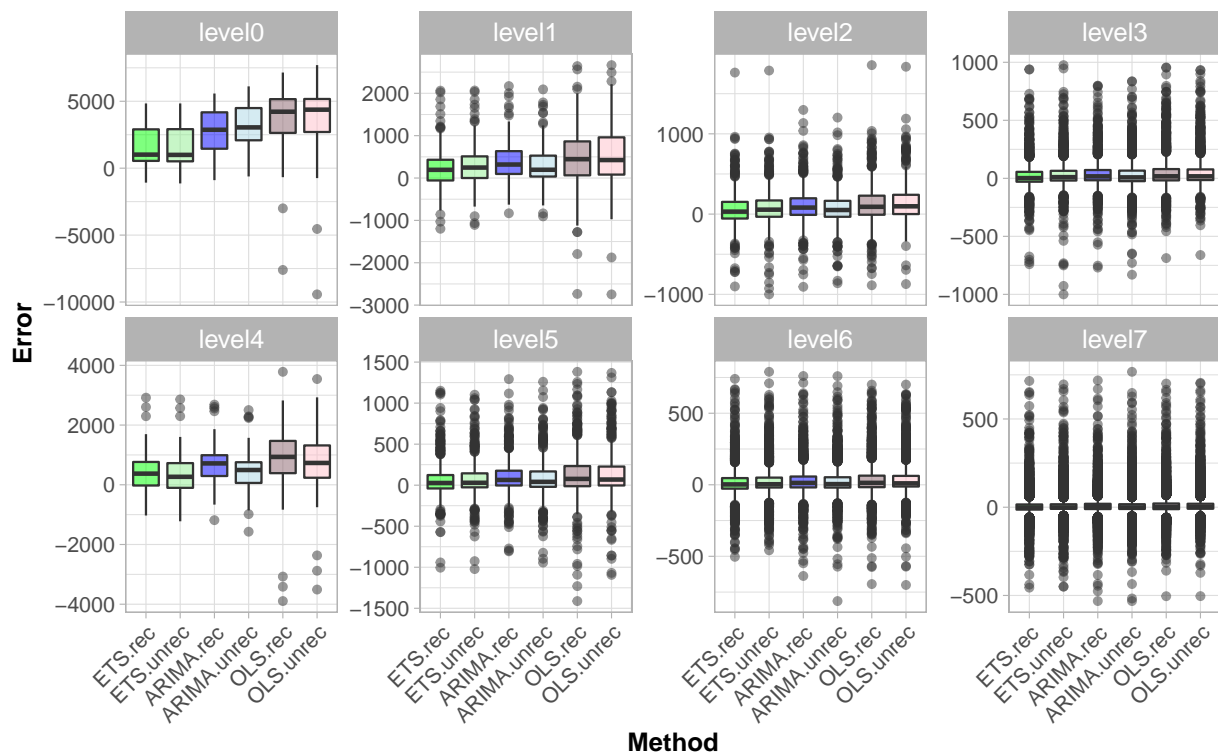 level0
level1
level2
level3
5000
0
−5000
−10000
2000
1000
0
−1000
−2000
−3000
1000
0
−1000
1000
500
0
−500
−1000
Error
level4
level5
level6
level7
4000
2000
0
−2000
−4000
1500
1000
500
0
−500
−1000
−1500
500
0
−500
500
0
−500
ETS.rec
ETS.unrec
ARIMA.rec
ARIMA.unrec
OLS.rec
OLS.unrec
ETS.rec
ETS.unrec
ARIMA.rec
ARIMA.unrec
OLS.rec
OLS.unrec
ETS.rec
ETS.unrec
ARIMA.rec
ARIMA.unrec
OLS.rec
OLS.unrec
ETS.rec
ETS.unrec
ARIMA.rec
ARIMA.unrec
OLS.rec
OLS.unrec
Method